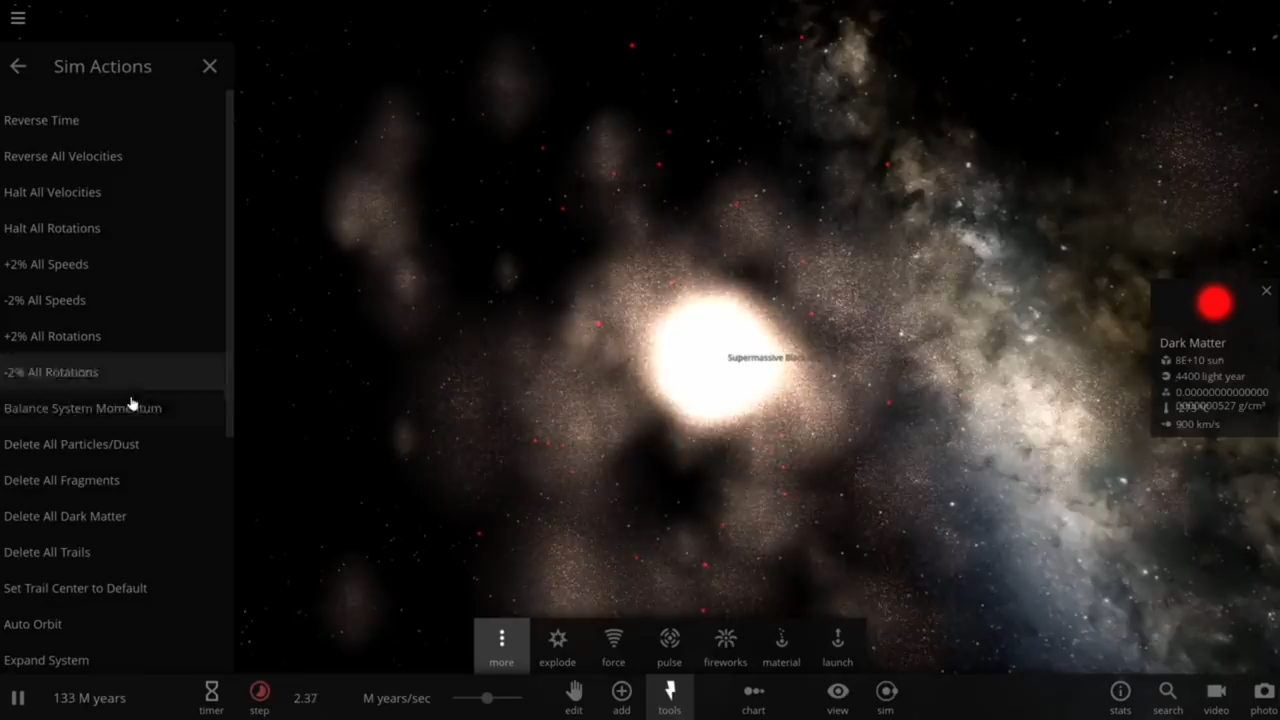 Sim Actions
Reverse Time
Reverse All Velocities
Halt All Velocities
Halt All Rotations
+2% All Speeds
-2% All Speeds
+2% All Rotations
-2% All Rotations
Balance System Momentum
Delete All Particles/Dust
Delete All Fragments
Delete All Dark Matter
Delete All Trails
Set Trail Center to Default
Auto Orbit
Expand System
Supermassive
Dark Matter
8E+10 sun
4400 light year
0.00000000000000
0000000527 g/cm³
900 km/s
more
explode
force
pulse
fireworks
material
launch
133 M years
timer
step
2.37
M years/sec
edit
add
tools
chart
view
sim
stats
search
video
photo